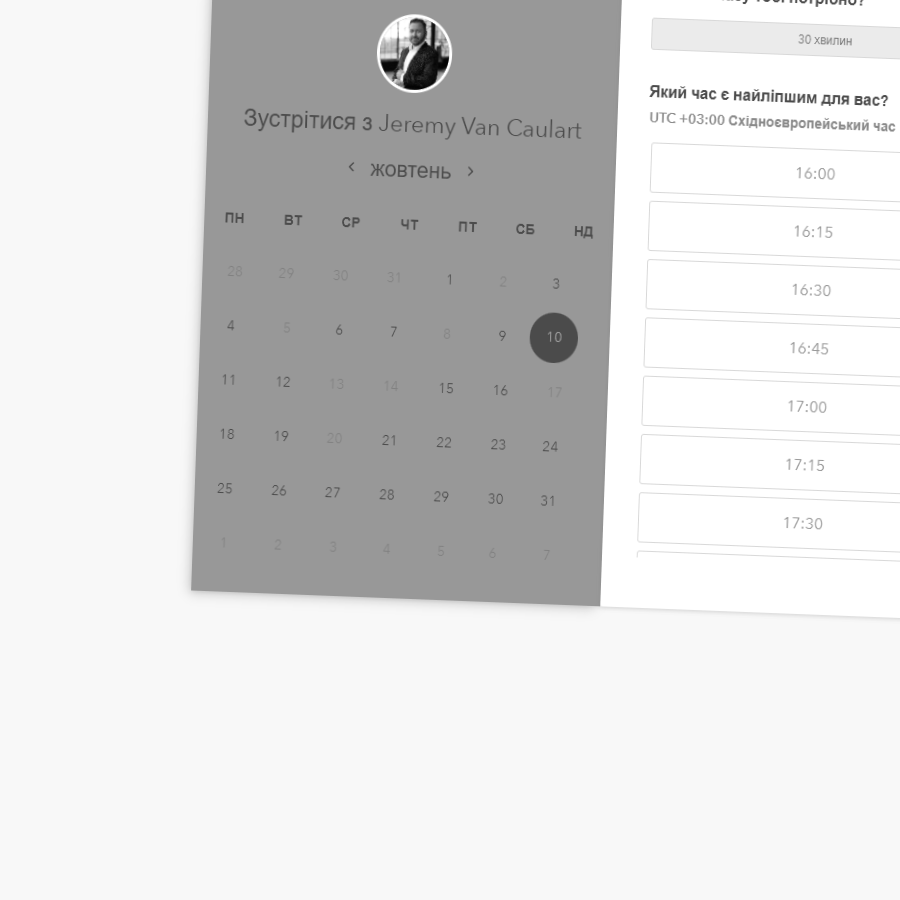 Зустрітися з Jeremy Van Caulart
‹ жовтень ›
ПН ВТ СР ЧТ ПТ СБ НД
28 29 30 31 1 2 3
4 5 6 7 8 9 10
11 12 13 14 15 16 17
18 19 20 21 22 23 24
25 26 27 28 29 30 31
1 2 3 4 5 6 7
потрібно?
30 хвилин
Який час є найліпшим для вас?
UTC +03:00 Східноєвропейський час
16:00
16:15
16:30
16:45
17:00
17:15
17:30